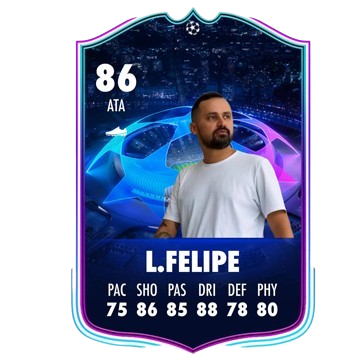 86
ATA
L.FELIPE
PAC SHO PAS DRI DEF PHY
75 86 85 88 78 80